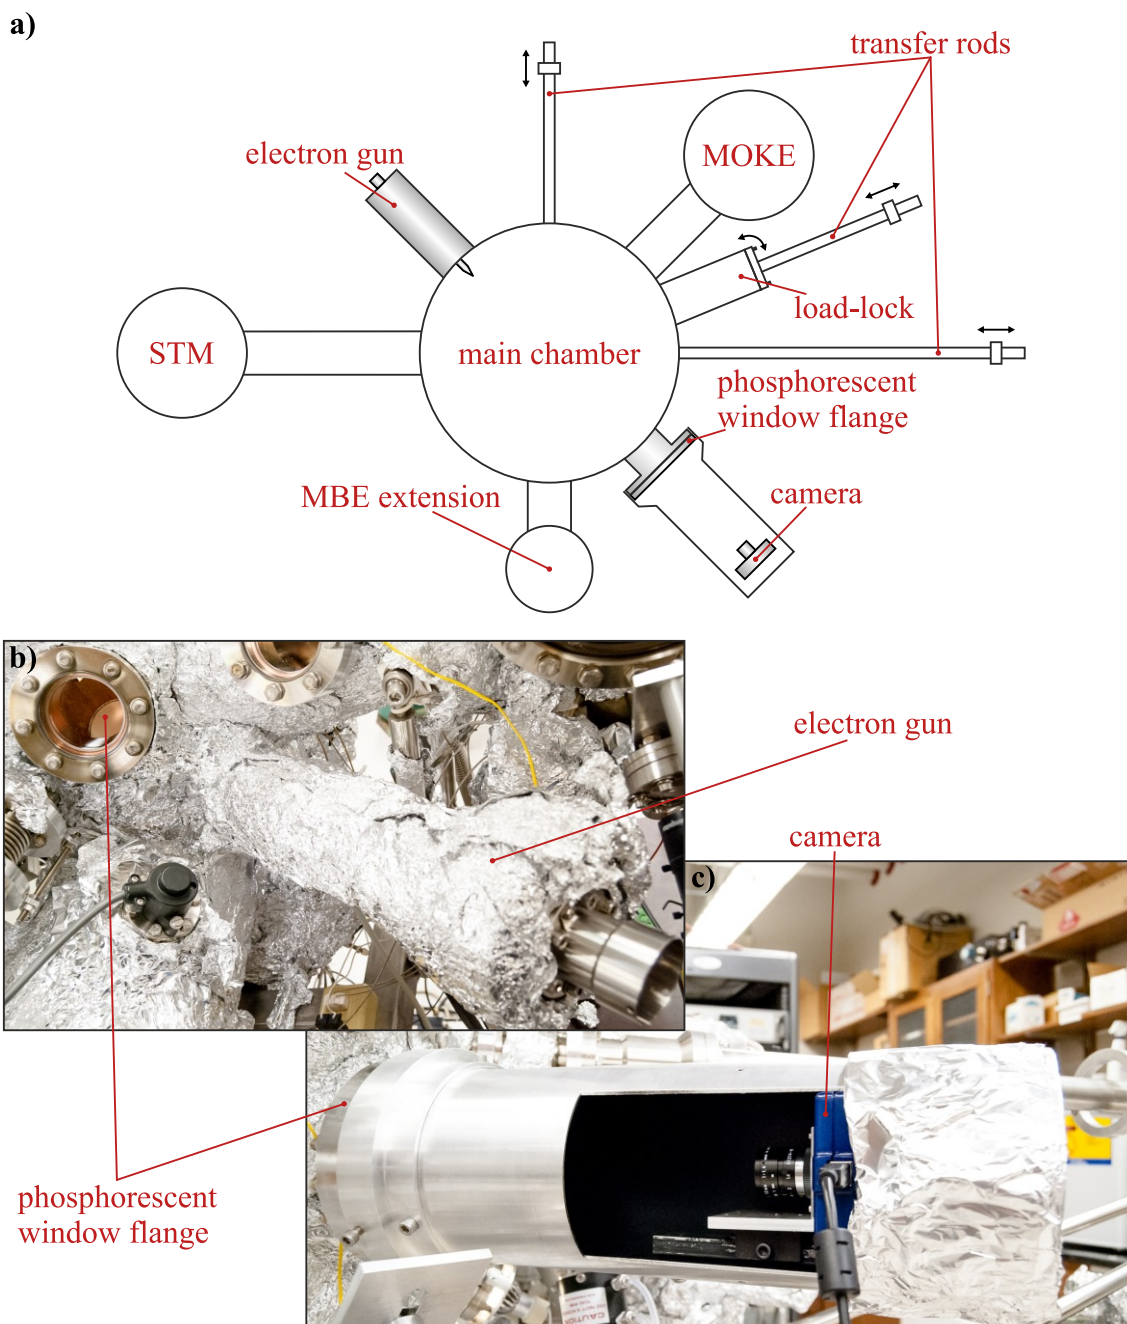 a)
transfer rods
MOKE
electron gun
load-lock
STM
main chamber
phosphorescent
window flange
MBE extension
camera
b)
electron gun
camera
c)
phosphorescent
window flange